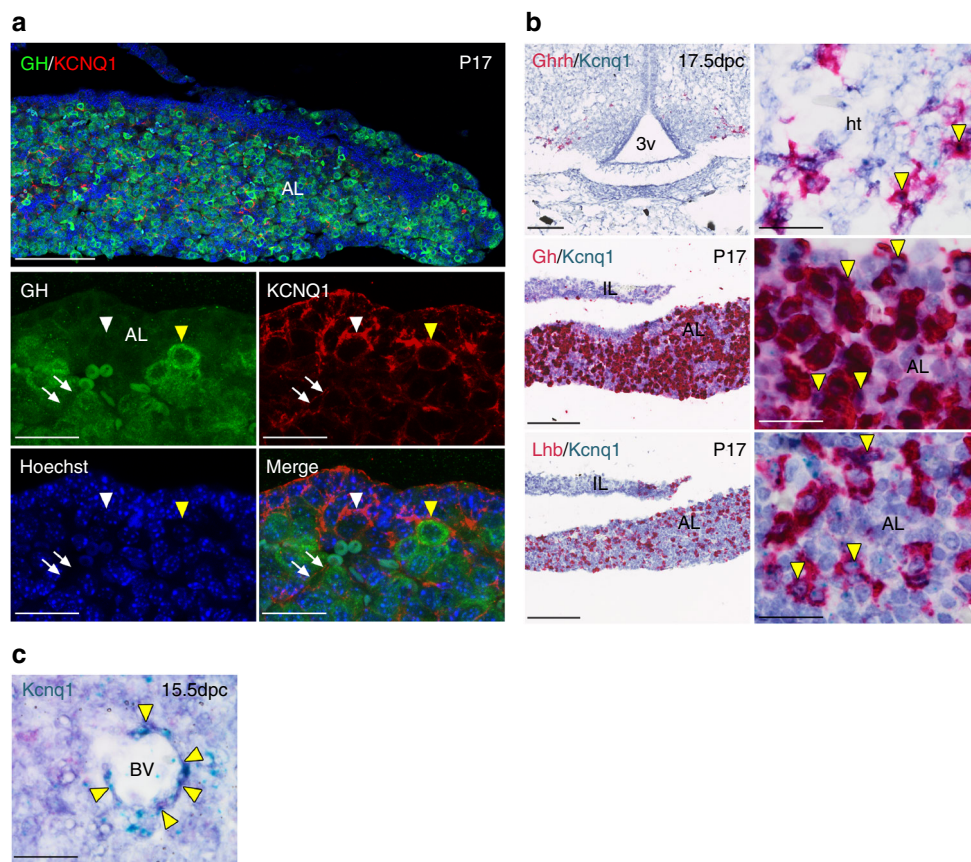 a
GH/KCNQ1 P17
AL
GH
AL
KCNQ1
Hoechst
Merge
b
Ghrh/Kcnq1 17.5dpc
3v
ht
Gh/Kcnq1 P17
IL
AL
AL
Lhb/Kcnq1 P17
IL
AL
AL
c
Kcnq1 15.5dpc
BV